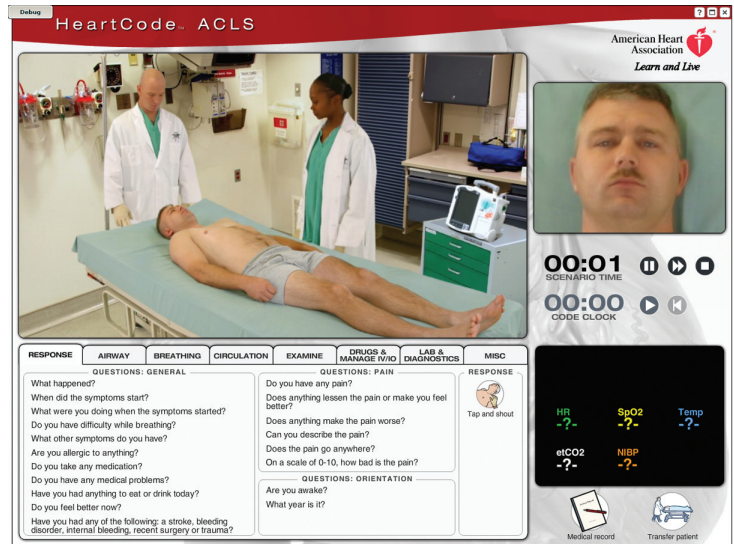 Debug
HeartCode™ ACLS
American Heart
Association
Learn and Live
00:01
SCENARIO TIME
00:00
CODE CLOCK
RESPONSE
AIRWAY
BREATHING
CIRCULATION
EXAMINE
DRUGS &
MANAGE IV/IO
LAB &
DIAGNOSTICS
MISC
QUESTIONS: GENERAL
What happened?
When did the symptoms start?
What were you doing when the symptoms started?
Do you have difficulty while breathing?
What other symptoms do you have?
Are you allergic to anything?
Do you take any medication?
Do you have any medical problems?
Have you had anything to eat or drink today?
Do you feel better now?
Have you had any of the following: a stroke, bleeding
disorder, internal bleeding, recent surgery or trauma?
QUESTIONS: PAIN
Do you have any pain?
Does anything lessen the pain or make you feel
better?
Does anything make the pain worse?
Can you describe the pain?
Does the pain go anywhere?
On a scale of 0-10, how bad is the pain?
QUESTIONS: ORIENTATION
Are you awake?
What year is it?
RESPONSE
Tap and shout
HR
-?-
SpO2
-?-
Temp
-?-
etCO2
-?-
NIBP
-?-
Medical record
Transfer patient